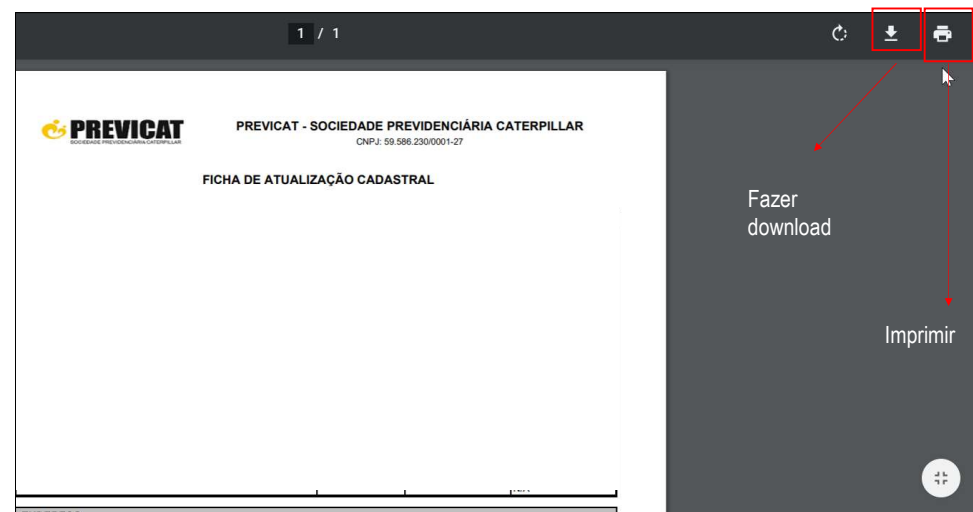 1 / 1
PREVICAT
SOCIEDADE PREVIDENCIÁRIA CATERPILLAR
PREVICAT - SOCIEDADE PREVIDENCIÁRIA CATERPILLAR
CNPJ: 59.586.230/0001-27
FICHA DE ATUALIZAÇÃO CADASTRAL
Fazer
download
Imprimir